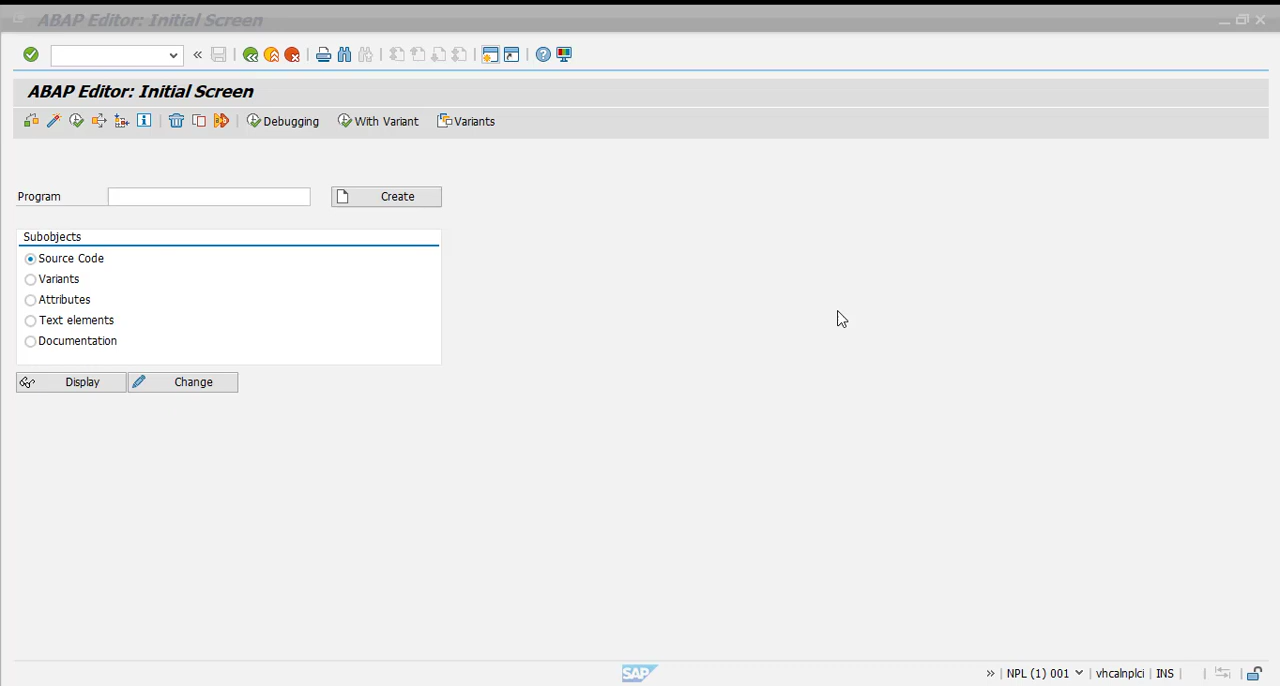 ABAP Editor: Initial Screen
ABAP Editor: Initial Screen
Debugging With Variant Variants
Program Create
Subobjects
Source Code
Variants
Attributes
Text elements
Documentation
Display Change
SAP NPL (1) 001 vhcalnplci INS